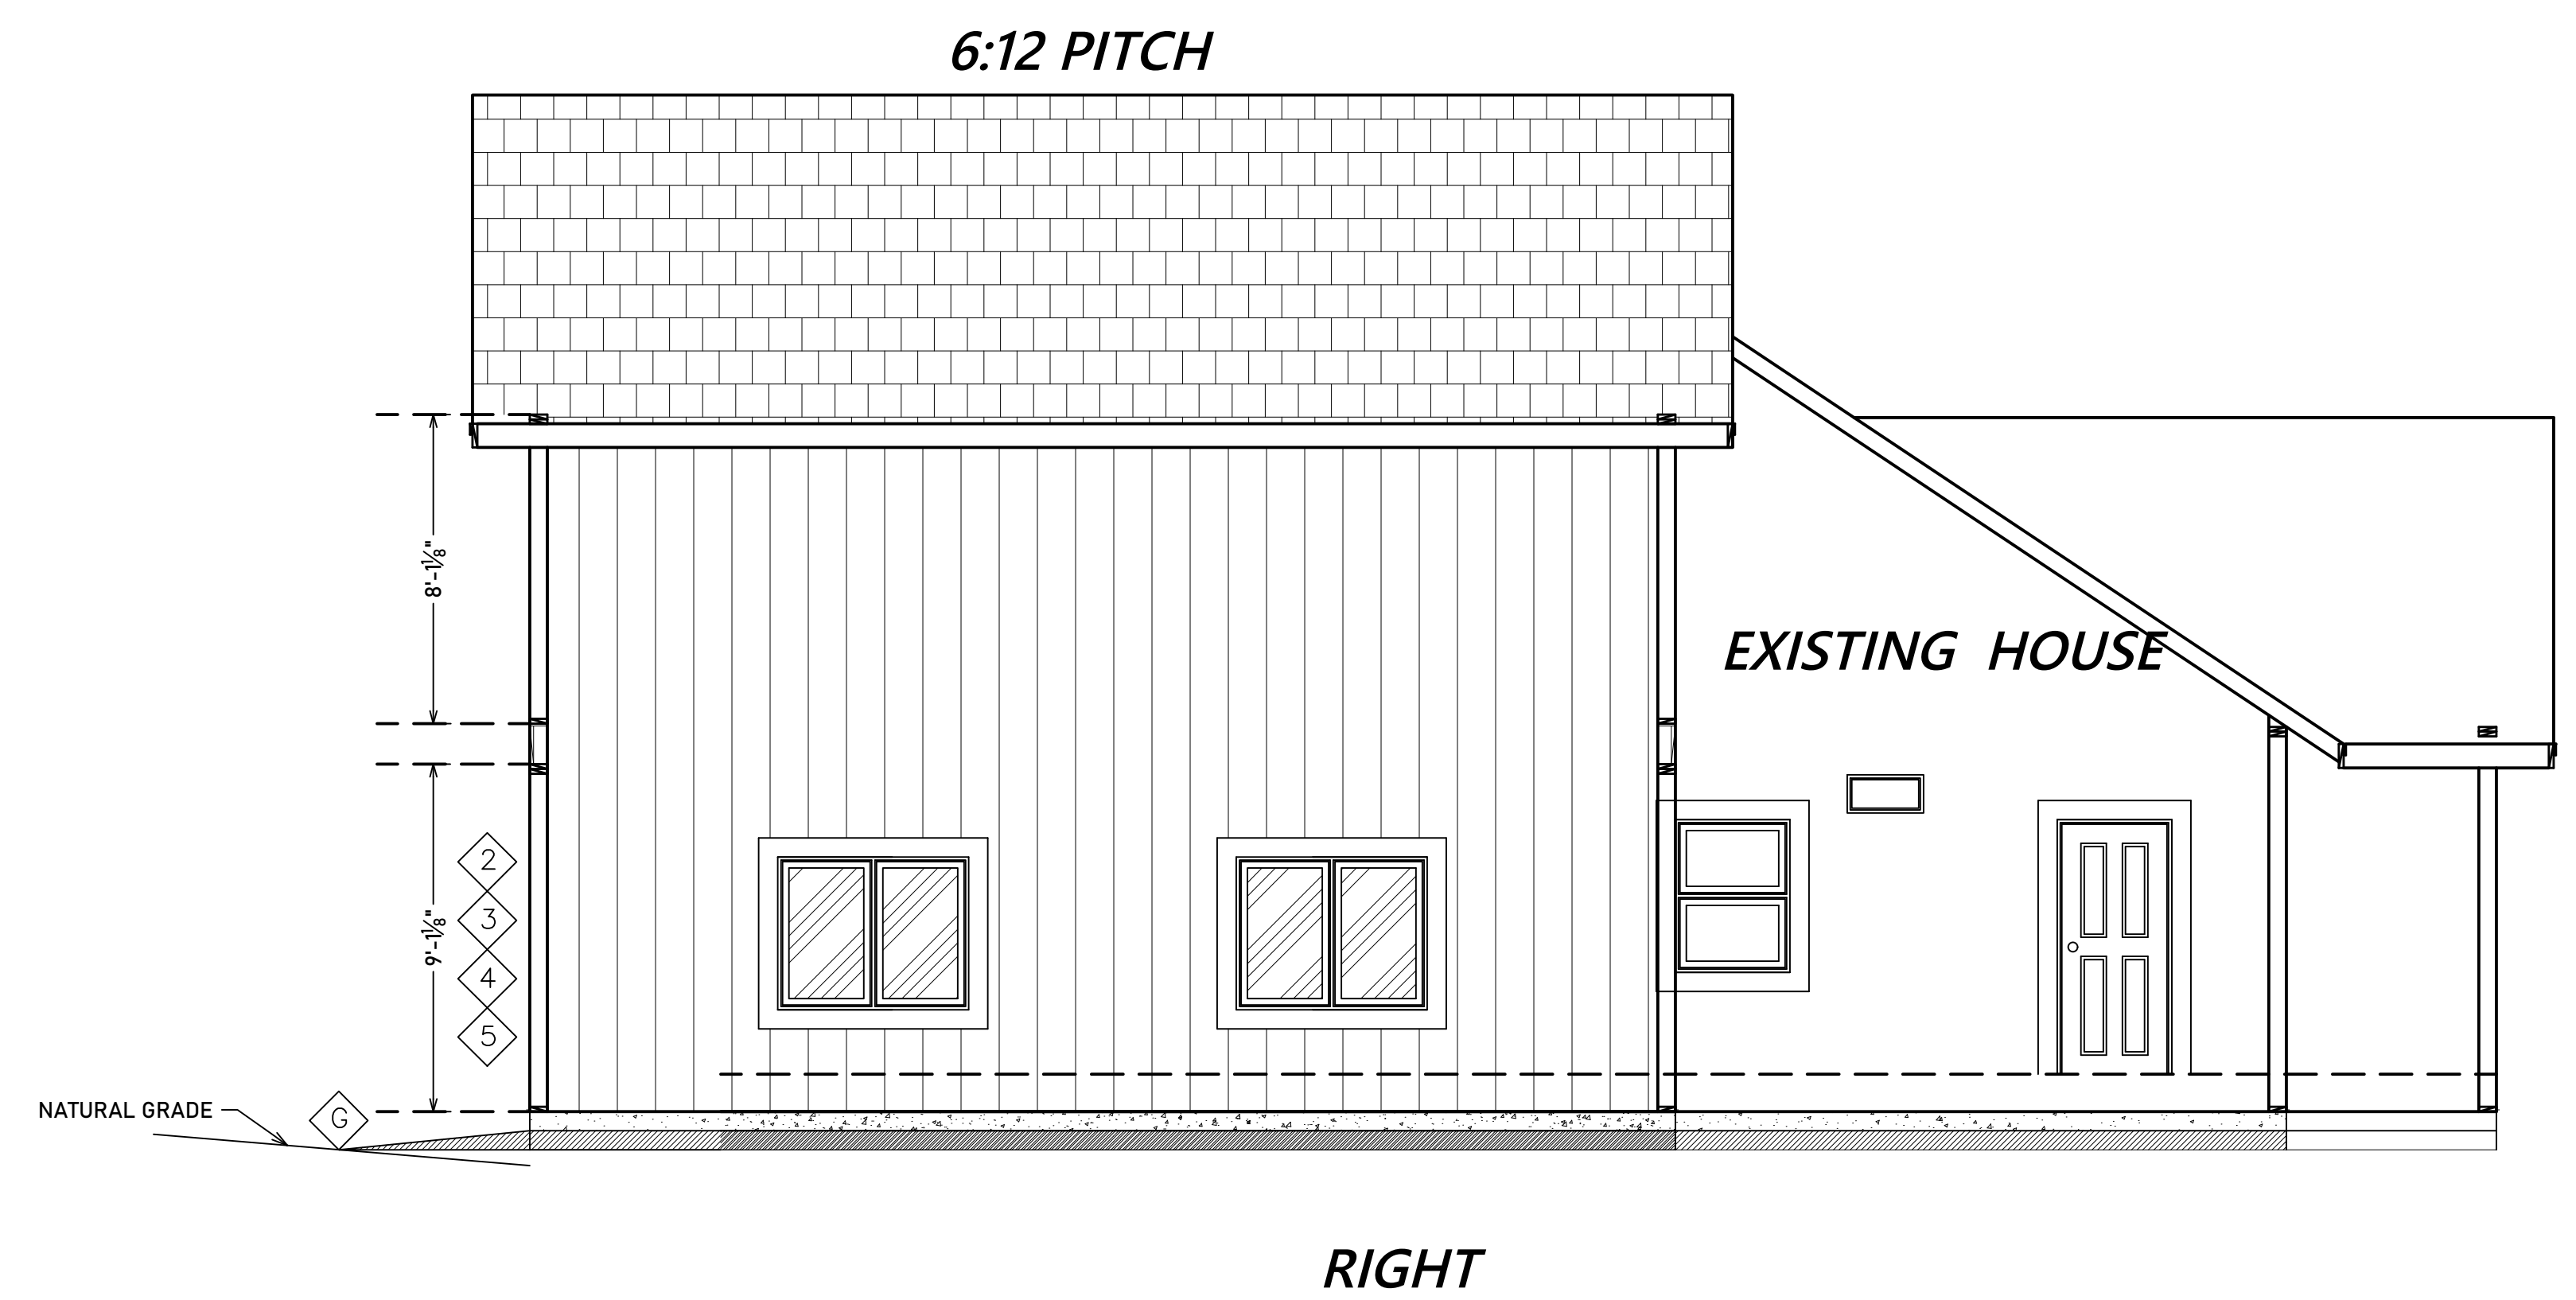 6:12 PITCH
8'-1⅛"
EXISTING HOUSE
9'-1⅛"
2
3
4
5
NATURAL GRADE
G
RIGHT